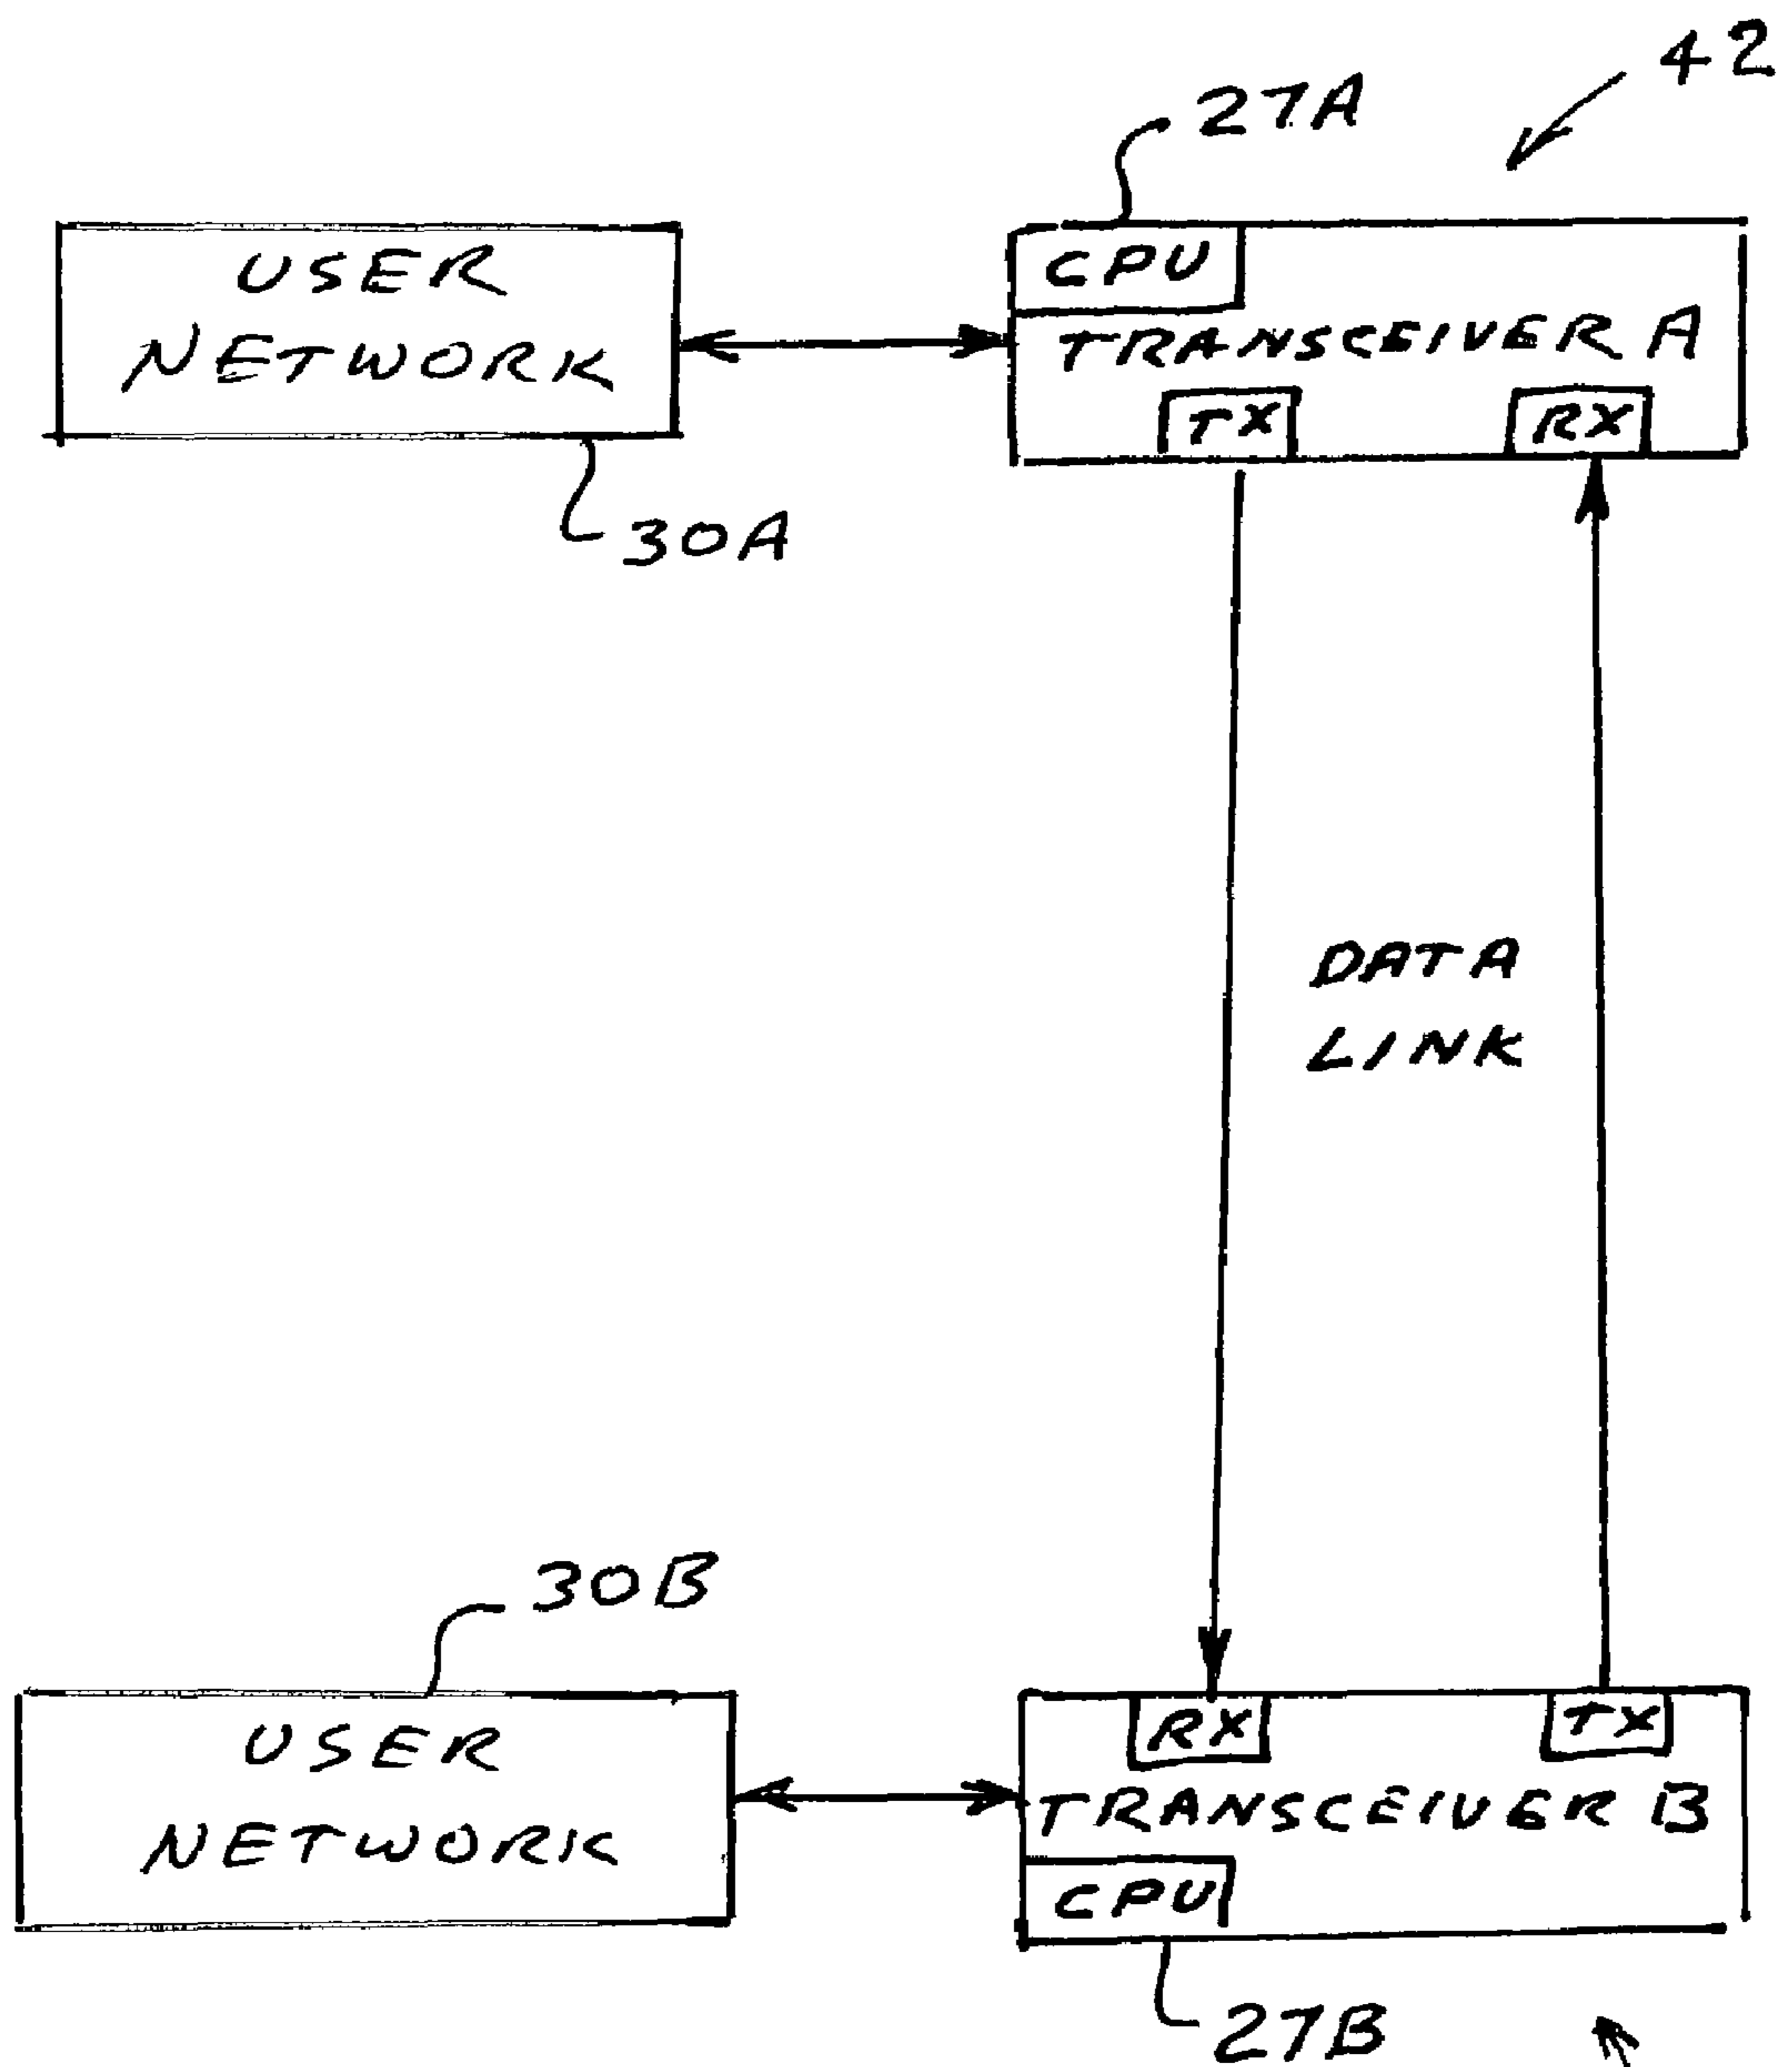 42
27A
USER
NETWORK
CPU
TRANSCEIVER A
TX
RX
30A
DATA
LINK
30B
USER
NETWORK
RX
TX
TRANSCEIVER B
CPU
27B